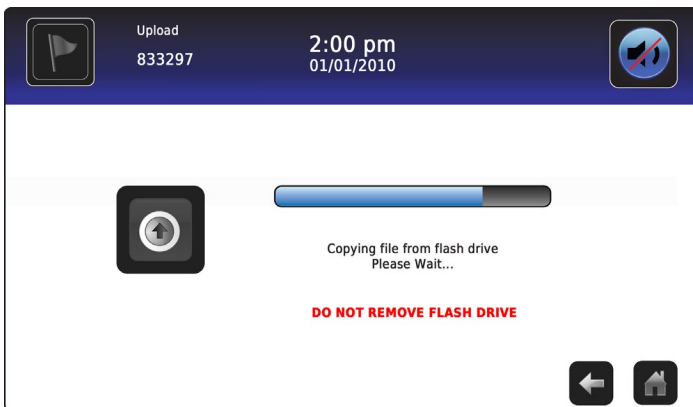 Upload
833297
2:00 pm
01/01/2010
Copying file from flash drive
Please Wait...
DO NOT REMOVE FLASH DRIVE